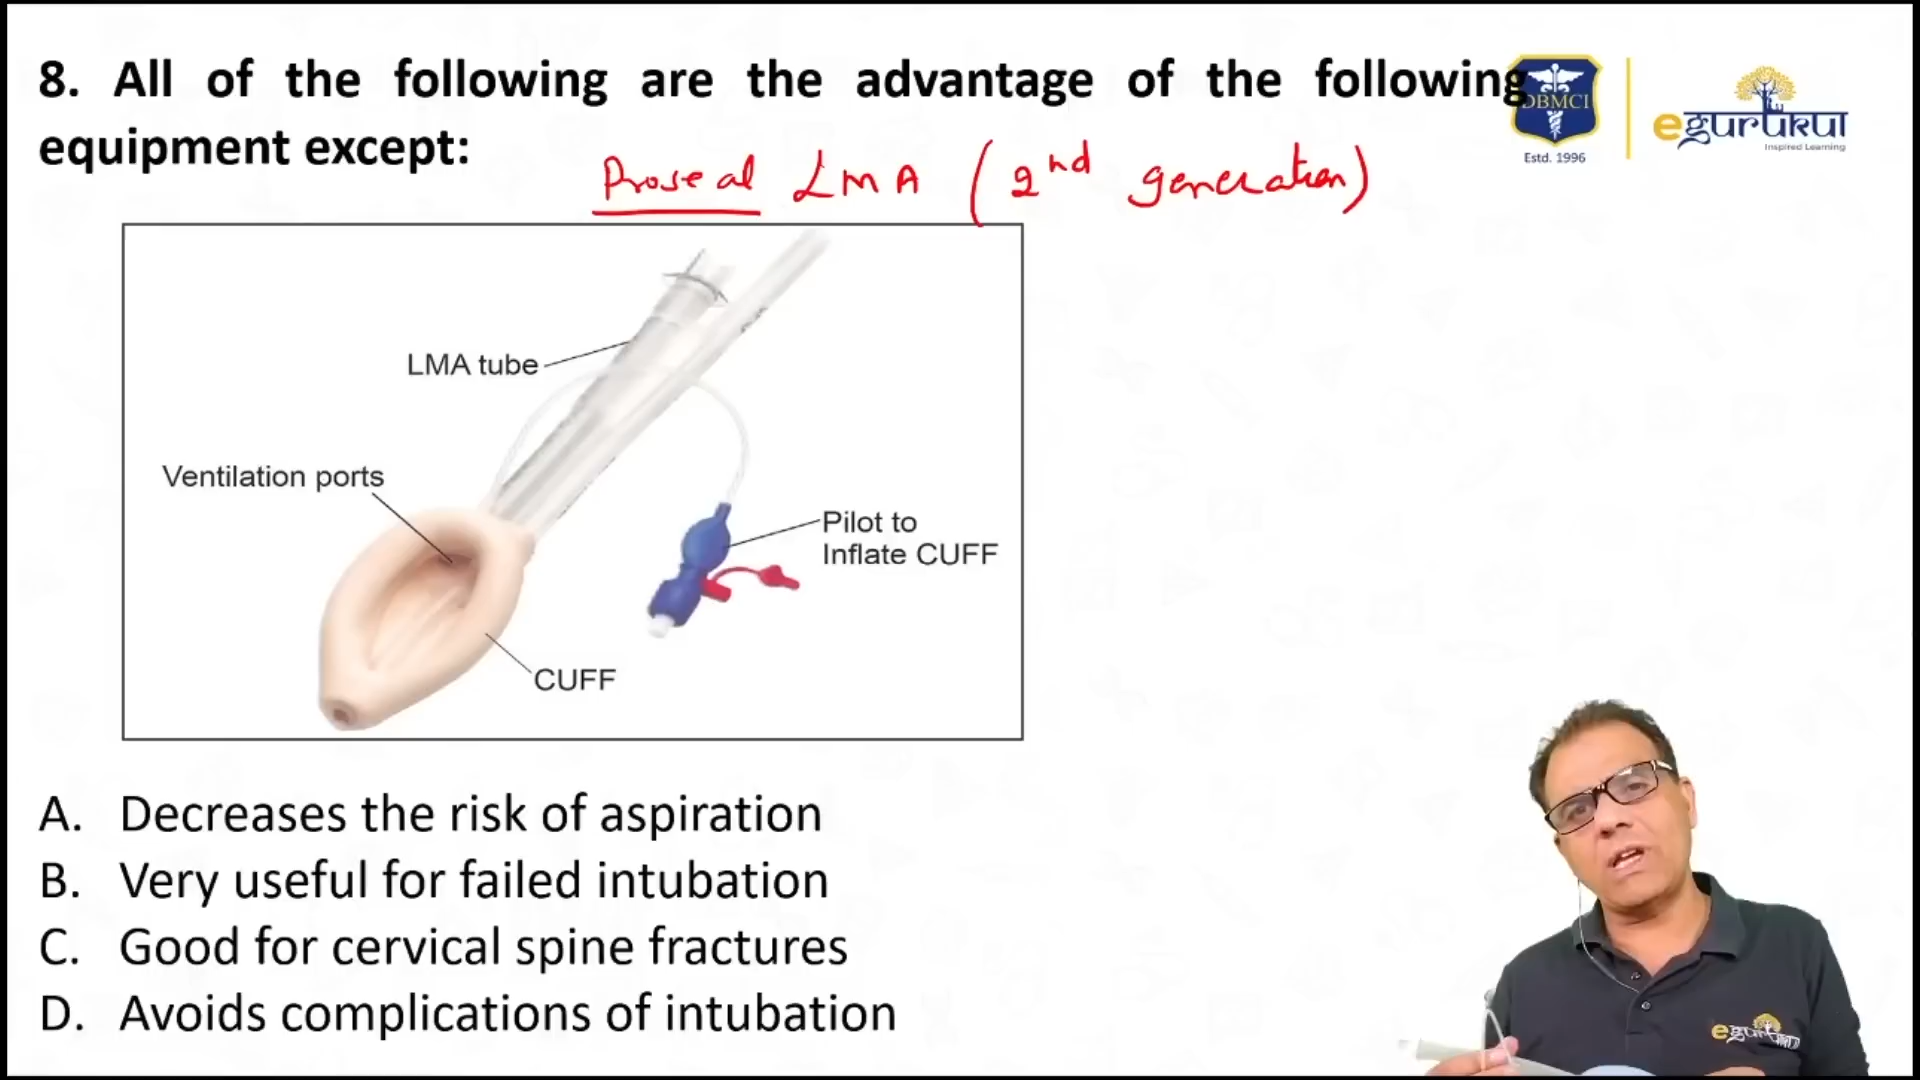 8. All of the following are the advantage of the following
equipment except:
DBMCI
Estd. 1996
egurukul
Inspired Learning
Proseal LMA (2nd generation)
LMA tube
Ventilation ports
Pilot to
Inflate CUFF
CUFF
A. Decreases the risk of aspiration
B. Very useful for failed intubation
C. Good for cervical spine fractures
D. Avoids complications of intubation
egurukul